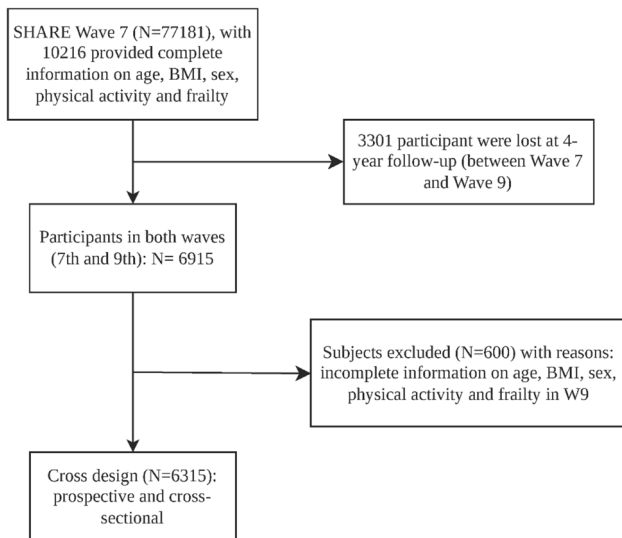 SHARE Wave 7 (N=77181), with
10216 provided complete
information on age, BMI, sex,
physical activity and frailty
3301 participant were lost at 4-
year follow-up (between Wave 7
and Wave 9)
Participants in both waves
(7th and 9th): N= 6915
Subjects excluded (N=600) with reasons:
incomplete information on age, BMI, sex,
physical activity and frailty in W9
Cross design (N=6315):
prospective and cross-
sectional